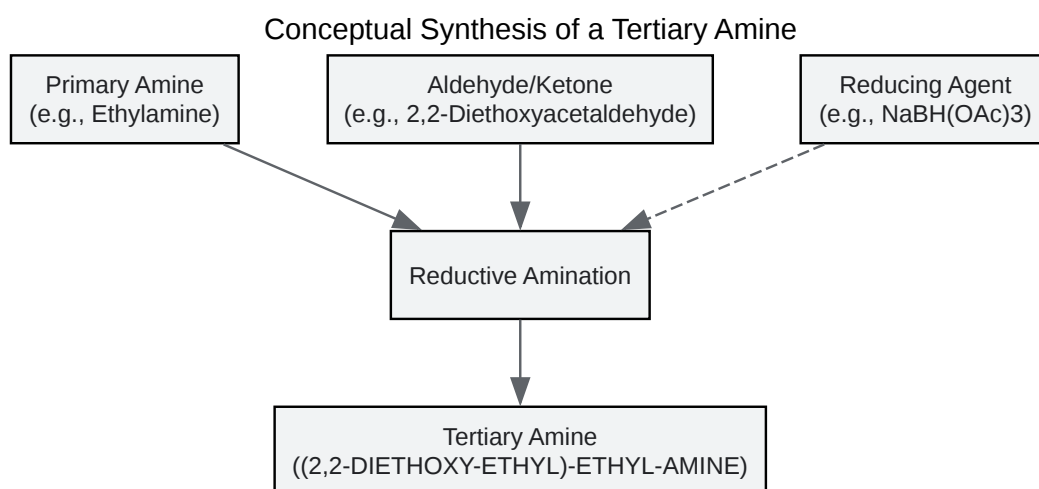 Conceptual Synthesis of a Tertiary Amine
Primary Amine
(e.g., Ethylamine)
Aldehyde/Ketone
(e.g., 2,2-Diethoxyacetaldehyde)
Reducing Agent
(e.g., NaBH(OAc)3)
Reductive Amination
Tertiary Amine
((2,2-DIETHOXY-ETHYL)-ETHYL-AMINE)